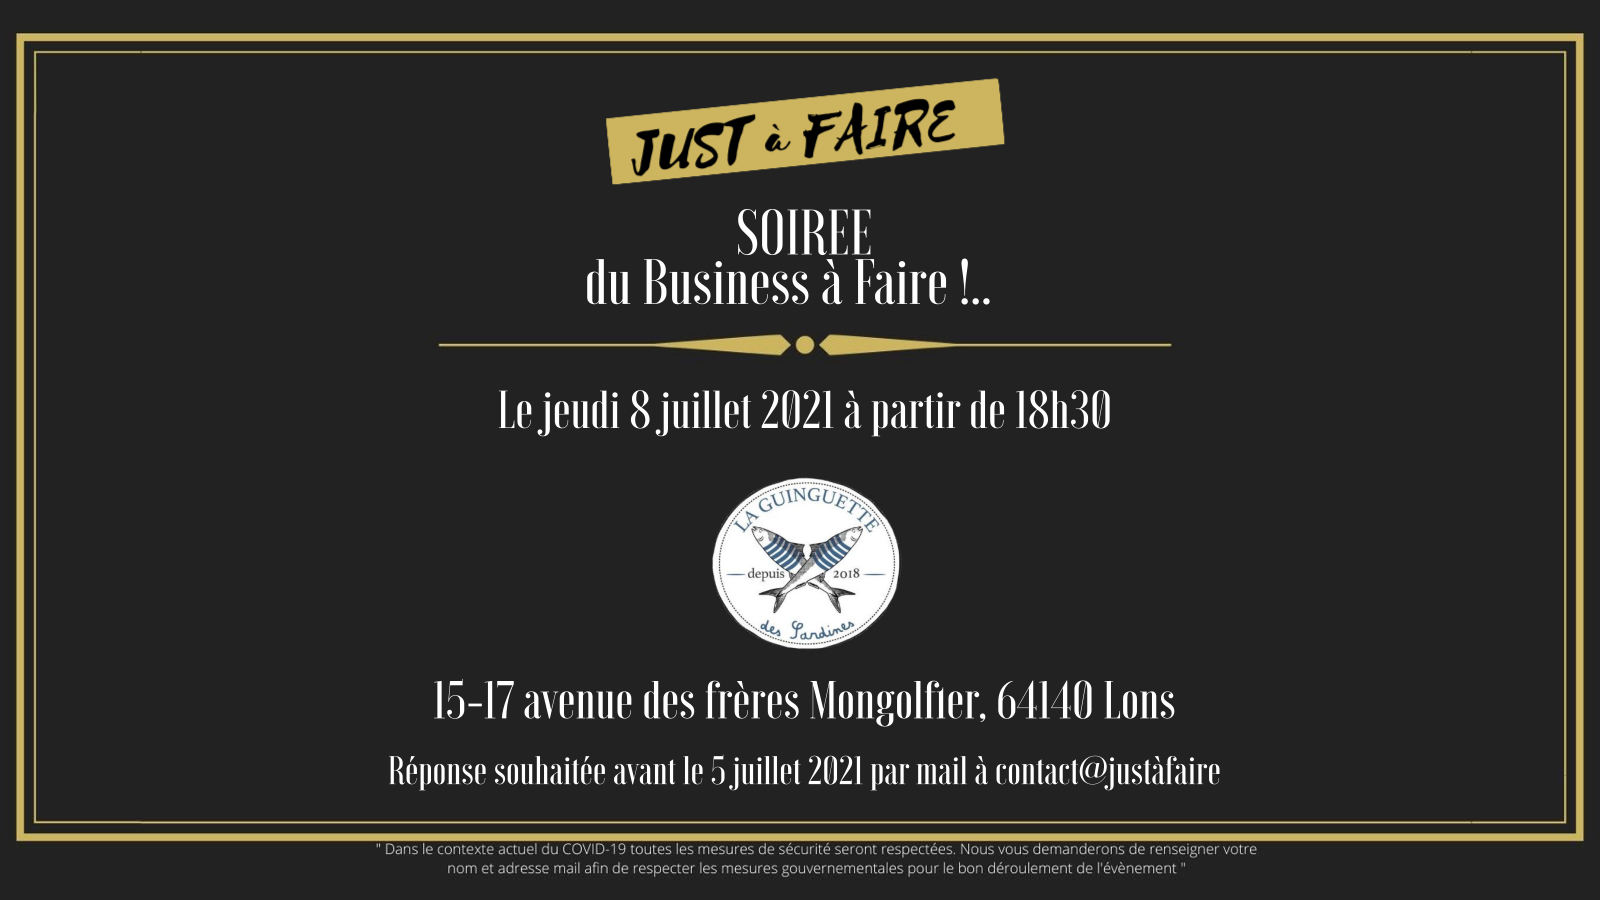 JUST à FAIRE
SOIREE
du Business à Faire !..
Le jeudi 8 juillet 2021 à partir de 18h30
LA GUINGUETTE
depuis 2018
des Sardines
15-17 avenue des frères Mongolfier, 64140 Lons
Réponse souhaitée avant le 5 juillet 2021 par mail à contact@justàfaire
" Dans le contexte actuel du COVID-19 toutes les mesures de sécurité seront respectées. Nous vous demanderons de renseigner votre
nom et adresse mail afin de respecter les mesures gouvernementales pour le bon déroulement de l'évènement "